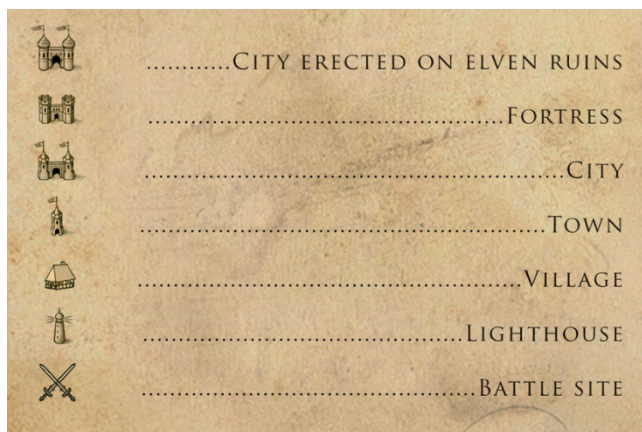 ............CITY ERECTED ON ELVEN RUINS
................................................FORTRESS
........................................................CITY
......................................................TOWN
...................................................VILLAGE
...........................................LIGHTHOUSE
.............................................BATTLE SITE